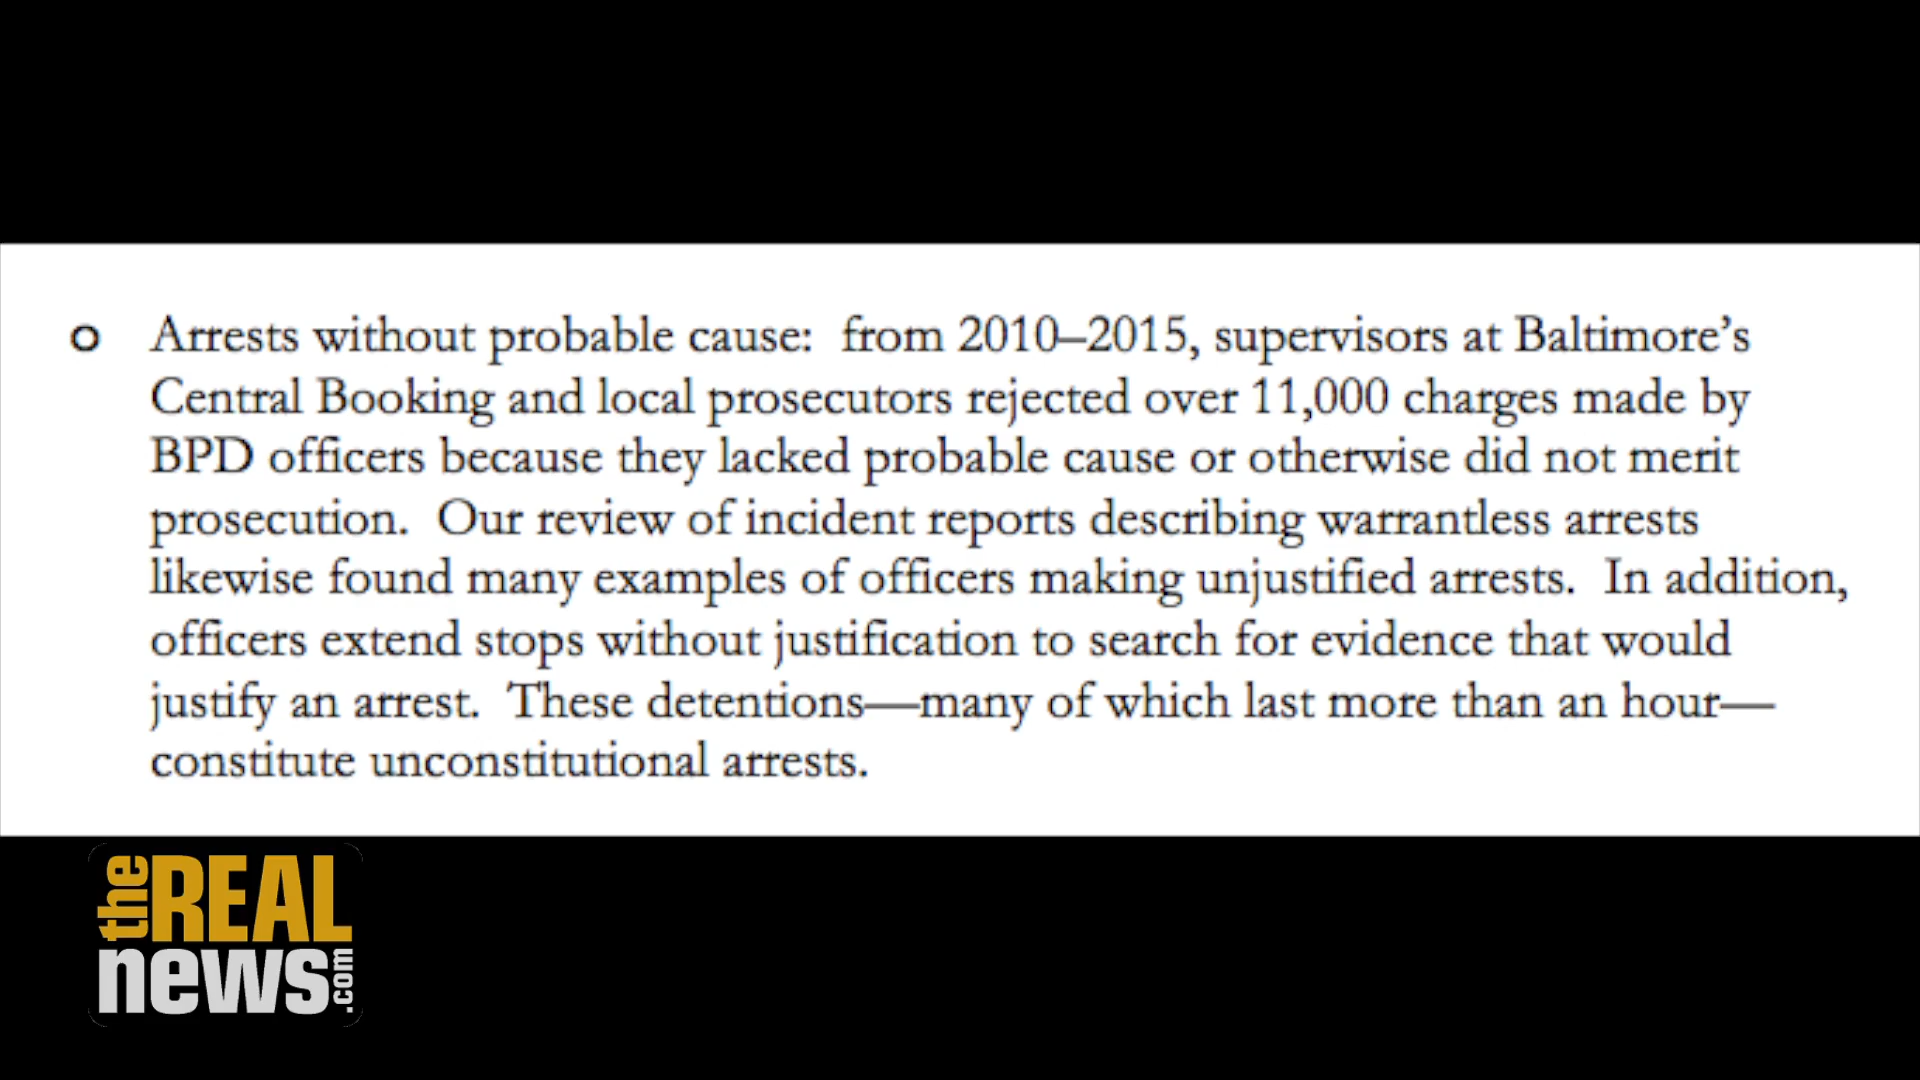 o Arrests without probable cause: from 2010–2015, supervisors at Baltimore’s
Central Booking and local prosecutors rejected over 11,000 charges made by
BPD officers because they lacked probable cause or otherwise did not merit
prosecution. Our review of incident reports describing warrantless arrests
likewise found many examples of officers making unjustified arrests. In addition,
officers extend stops without justification to search for evidence that would
justify an arrest. These detentions—many of which last more than an hour—
constitute unconstitutional arrests.
the REAL
news.com